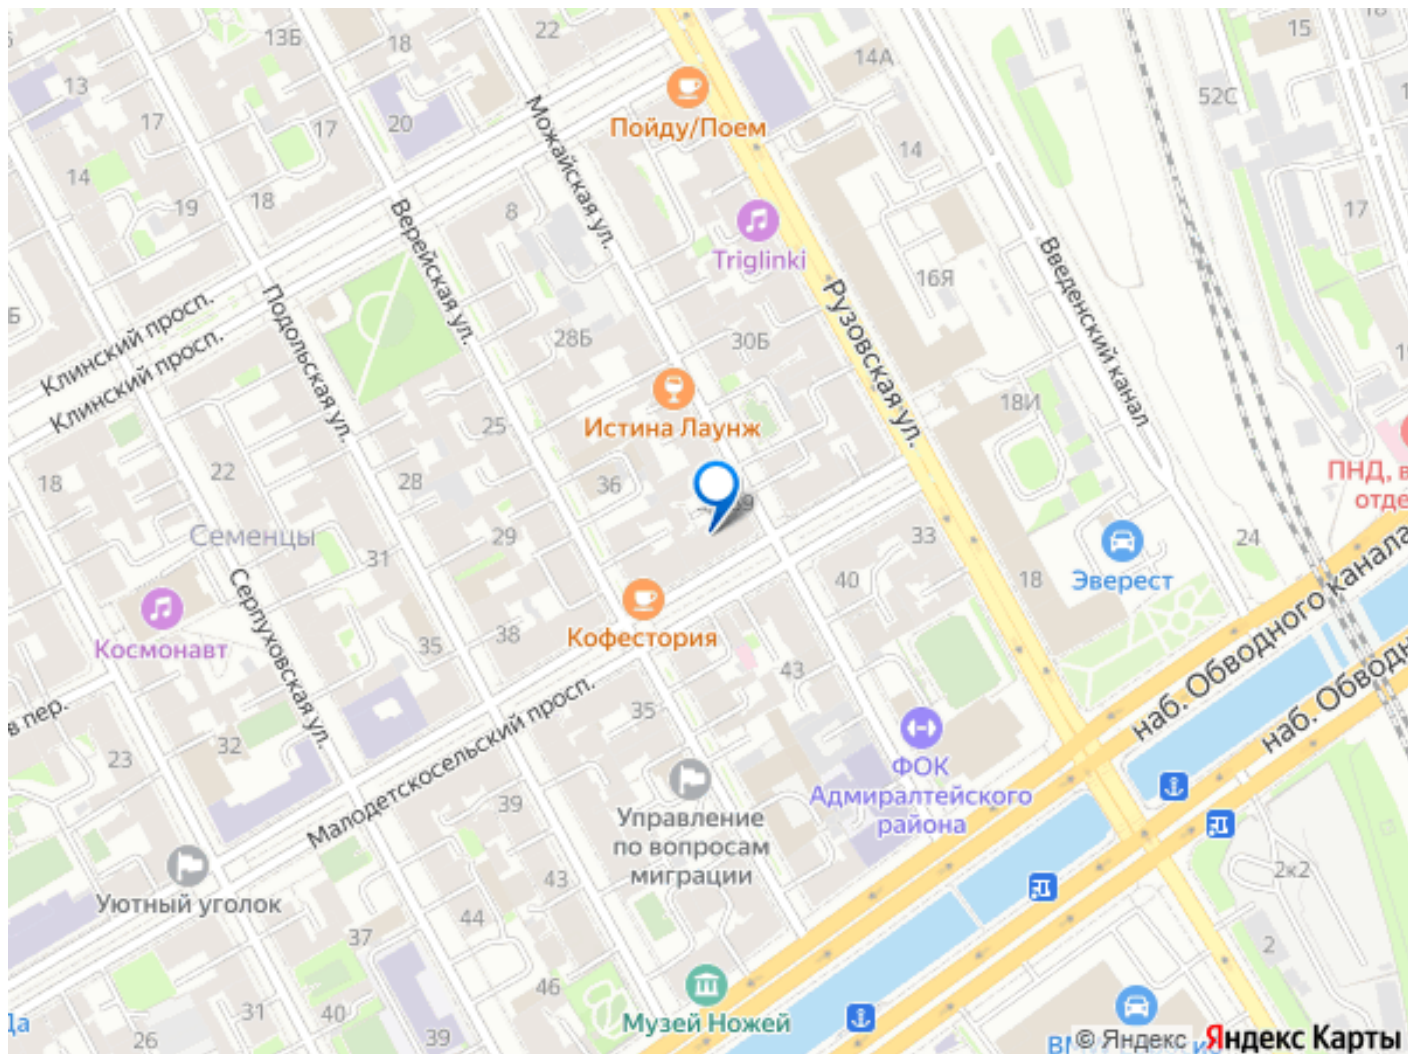 13Б
18
22
15
14А
13
52С
Пойду/Поем
17
20
17
14
Можайская ул.
14
18
19
8
17
Верейская ул.
Triglinki
Введенский канал
16Я
Рузовская ул.
Клинский просп.
Подольская ул.
28Б
30Б
Клинский просп.
18И
25
Истина Лаунж
22
28
18
36
ПНД, в
отде
Семенцы
29
33
24
31
40
18
Эверест
Серпуховская ул.
Космонавт
38
Кофестория
35
43
наб. Обводного канала
в пер.
35
наб. Обводн
23
32
Малодетскосельский просп.
ФОК
Адмиралтейского
района
39
Управление
по вопросам
миграции
Уютный уголок
43
2к2
44
37
2
46
31
40
Музей Ножей
Да
26
39
© Яндекс Яндекс Карты